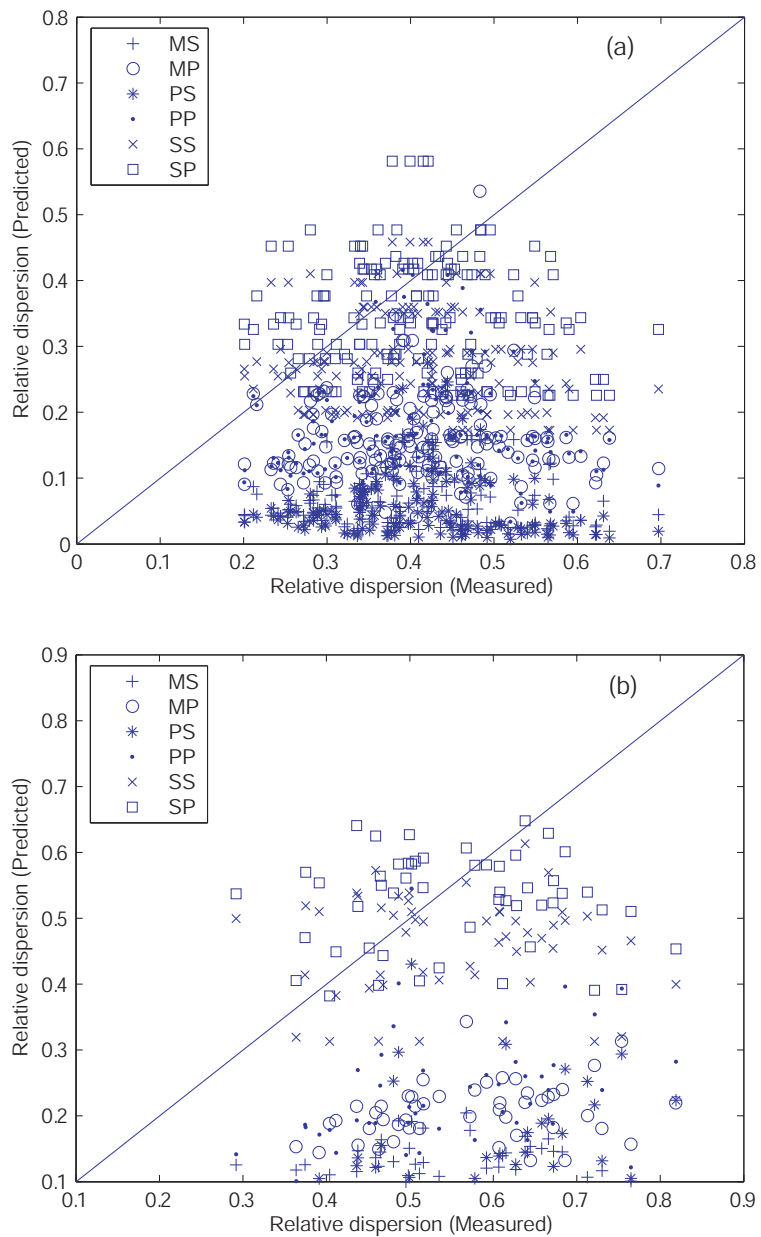 0.8
0.7
0.6
0.5
0.4
0.3
0.2
0.1
0
Relative dispersion (Predicted)
MS
MP
PS
PP
SS
SP
(a)
0 0.1 0.2 0.3 0.4 0.5 0.6 0.7 0.8
Relative dispersion (Measured)
0.9
0.8
0.7
0.6
0.5
0.4
0.3
0.2
0.1
Relative dispersion (Predicted)
MS
MP
PS
PP
SS
SP
(b)
0.1 0.2 0.3 0.4 0.5 0.6 0.7 0.8 0.9
Relative dispersion (Measured)